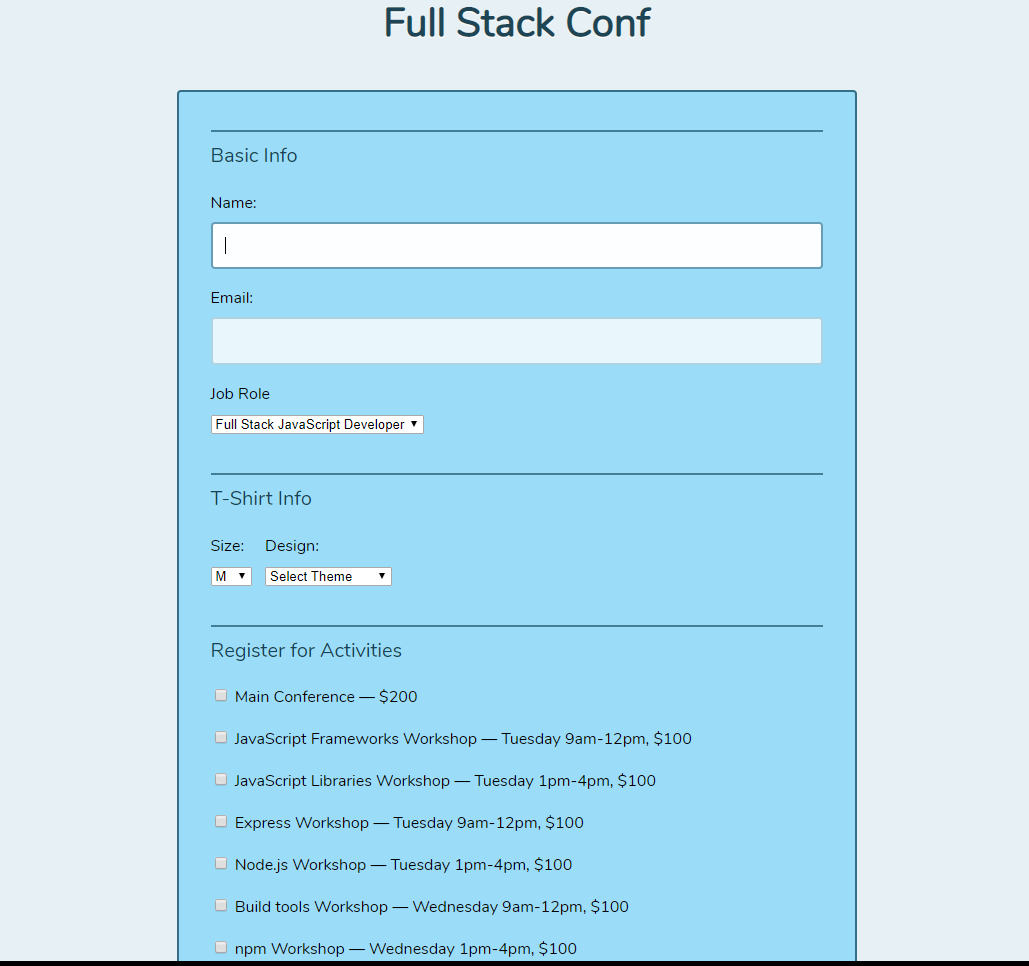 Full Stack Conf
Basic Info
Name:
Email:
Job Role
Full Stack JavaScript Developer
T-Shirt Info
Size: Design:
M Select Theme
Register for Activities
Main Conference — $200
JavaScript Frameworks Workshop — Tuesday 9am-12pm, $100
JavaScript Libraries Workshop — Tuesday 1pm-4pm, $100
Express Workshop — Tuesday 9am-12pm, $100
Node.js Workshop — Tuesday 1pm-4pm, $100
Build tools Workshop — Wednesday 9am-12pm, $100
npm Workshop — Wednesday 1pm-4pm, $100